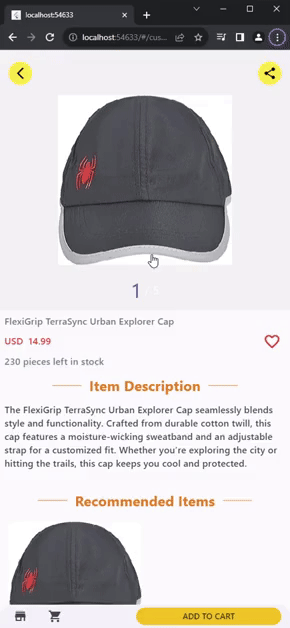 localhost:54633
localhost:54633/#/cus...
1 / 5
FlexiGrip TerraSync Urban Explorer Cap
USD 14.99
230 pieces left in stock
Item Description
The FlexiGrip TerraSync Urban Explorer Cap seamlessly blends
style and functionality. Crafted from durable cotton twill, this
cap features a moisture-wicking sweatband and an adjustable
strap for a customized fit. Whether you're exploring the city or
hitting the trails, this cap keeps you cool and protected.
Recommended Items
ADD TO CART